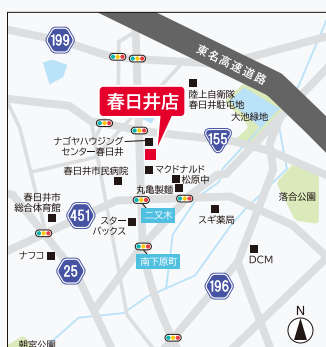 199
東名高速道路
春日井店
陸上自衛隊
春日井駐屯地
大池緑地
ナゴヤハウジング
センター春日井
155
マクドナルド
春日井市民病院
松原中
丸亀製麺
落合公園
春日井市
総合体育館
451
二又木
スター
バックス
スギ薬局
ナフコ
25
南下原町
DCM
196
N
朝宮公園